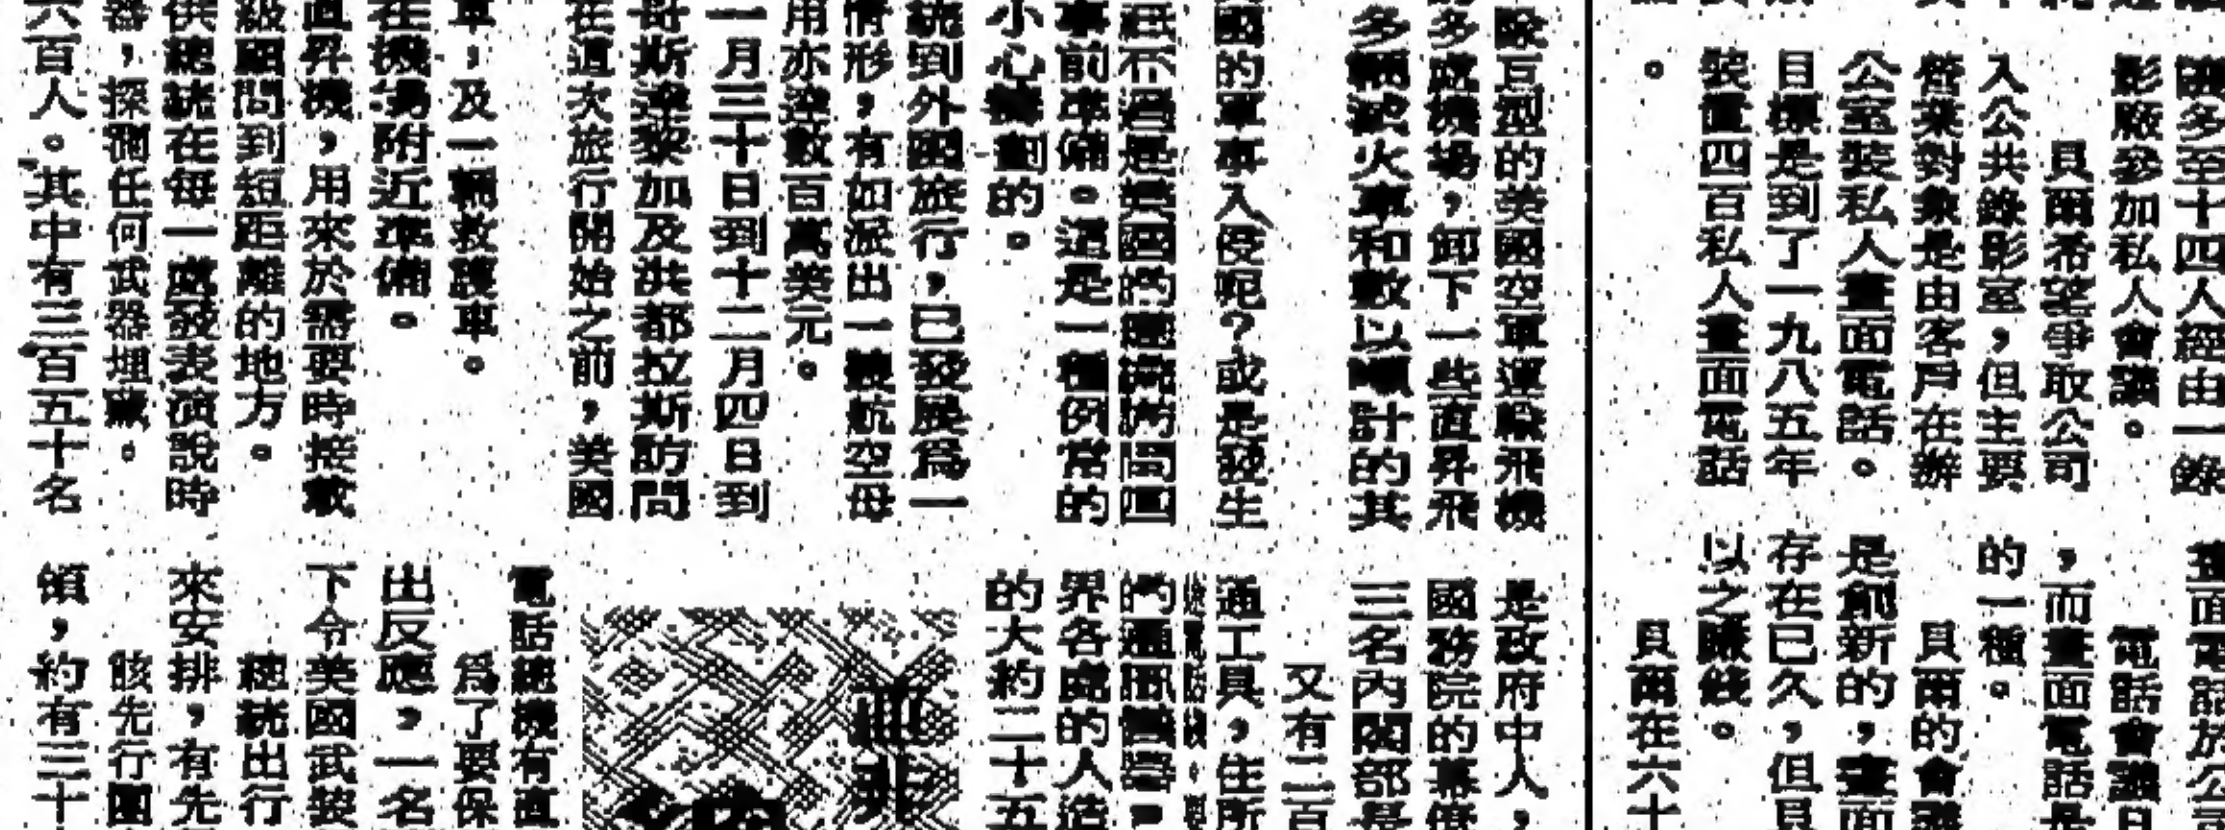 影廠參加私人會議。
貝爾希望爭取公司
入公共錄影室，但主要
營業對象是由客戶在辦
公室裝私人畫面電話。
目標是到了一九八五年
裝置四百私人畫面電話
。
電話會議
，而畫面電話是
的一種。
貝爾的會議
是創新的，畫面
存在已久，但貝
以之賺錢。
貝爾在六十
巨型的美國空軍運輸飛機
多啟機場，卸下一些直昇飛
多輛救火車和數以噸計的其
國的軍事入侵呢？或是發生
祇不過是美國的總統訪問四
事前準備。這是一種例常的
小心策劃的。
統到外國旅行，已發展為一
情形，有如派出一艘航空母
用亦達數百萬美元。
一月三十日到十二月四日到
哥斯達黎加及洪都拉斯訪問
在這次旅行開始之前，美國
車，及一輛救護車。
在機場附近準備。
直昇機，用來於需要時接載
級顧問到短距離的地方。
供總統在每一處發表演說時
器，探測任何武器埋藏。
六百人。其中有三百五十名
是政府中人，
國務院的幕僚
三名內閣部長
又有二百
通工具，住所
的通訊
界各處的人造
的大約二十五
電話總機有直
為了要保
出反應，一名
下令美國武裝
總統出行
來安排，有先
該先行團
領，約有三十